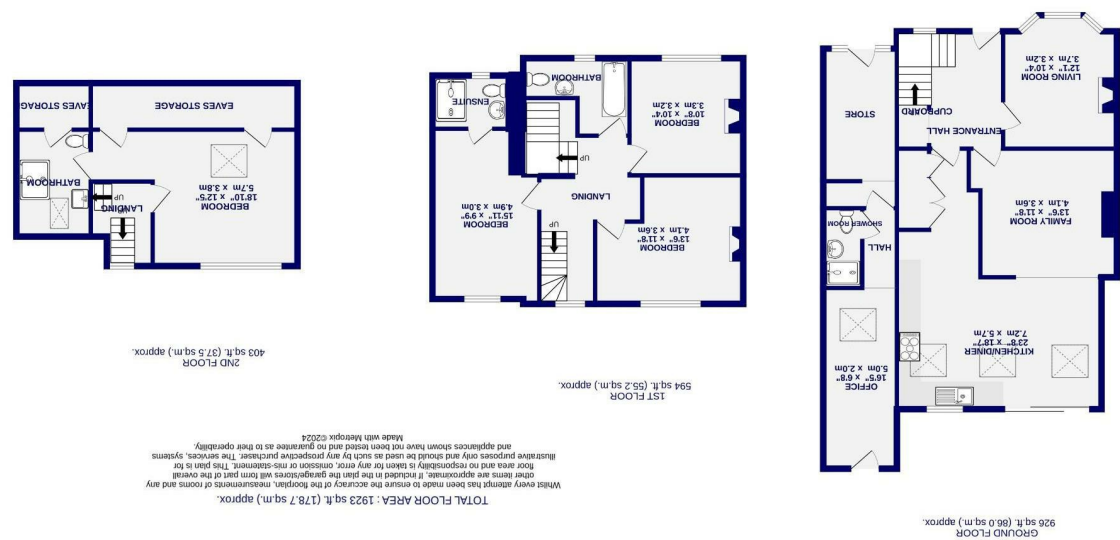 GROUND FLOOR
926 sq.ft. (86.0 sq.m.) approx.
OFFICE
16'5" x 6'8"
5.0m x 2.0m
KITCHEN/DINER
23'8" x 18'7"
7.2m x 5.7m
HALL
SHOWER ROOM
FAMILY ROOM
13'6" x 11'8"
4.1m x 3.6m
STORE
ENTRANCE HALL
CUPBOARD
LIVING ROOM
12'1" x 10'4"
3.7m x 3.2m
1ST FLOOR
594 sq.ft. (55.2 sq.m.) approx.
BEDROOM
13'6" x 11'8"
4.1m x 3.6m
UP
BEDROOM
15'11" x 9'9"
4.9m x 3.0m
LANDING
UP
BEDROOM
10'8" x 10'4"
3.3m x 3.2m
ENSUITE
BATHROOM
2ND FLOOR
403 sq.ft. (37.5 sq.m.) approx.
LANDING
UP
UP
BEDROOM
18'10" x 12'5"
5.7m x 3.8m
BATHROOM
EAVES STORAGE
EAVES STORAGE
TOTAL FLOOR AREA : 1923 sq.ft. (178.7 sq.m.) approx.
Whilst every attempt has been made to ensure the accuracy of the floorplan, measurements of rooms and any
other items are approximate. If included in the plan the garage/stores will form part of the overall
floor area and no responsibility is taken for any error, omission or mis-statement. This plan is for
illustrative purposes only and should be used as such by any prospective purchaser. The services, systems
and appliances shown have not been tested and no guarantee as to their operability.
Made with Metropix ©2024